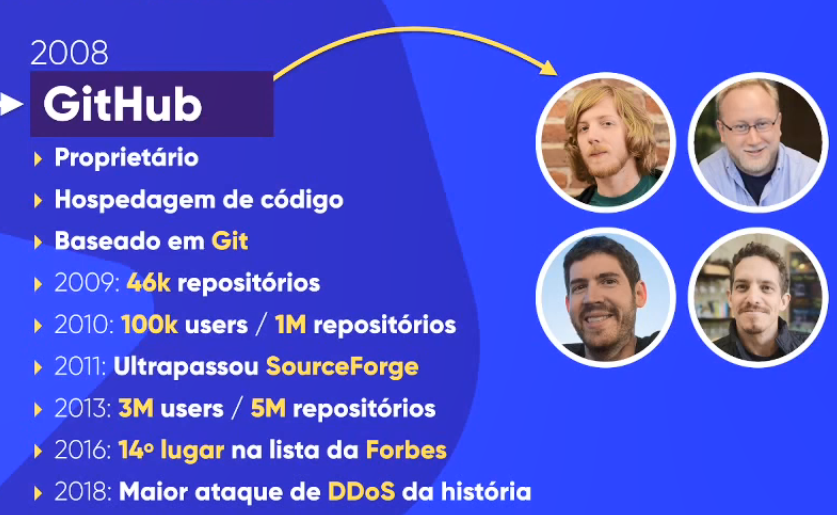 2008
GitHub
Proprietário
Hospedagem de código
Baseado em Git
2009: 46k repositórios
2010: 100k users / 1M repositórios
2011: Ultrapassou SourceForge
2013: 3M users / 5M repositórios
2016: 14º lugar na lista da Forbes
2018: Maior ataque de DDoS da história